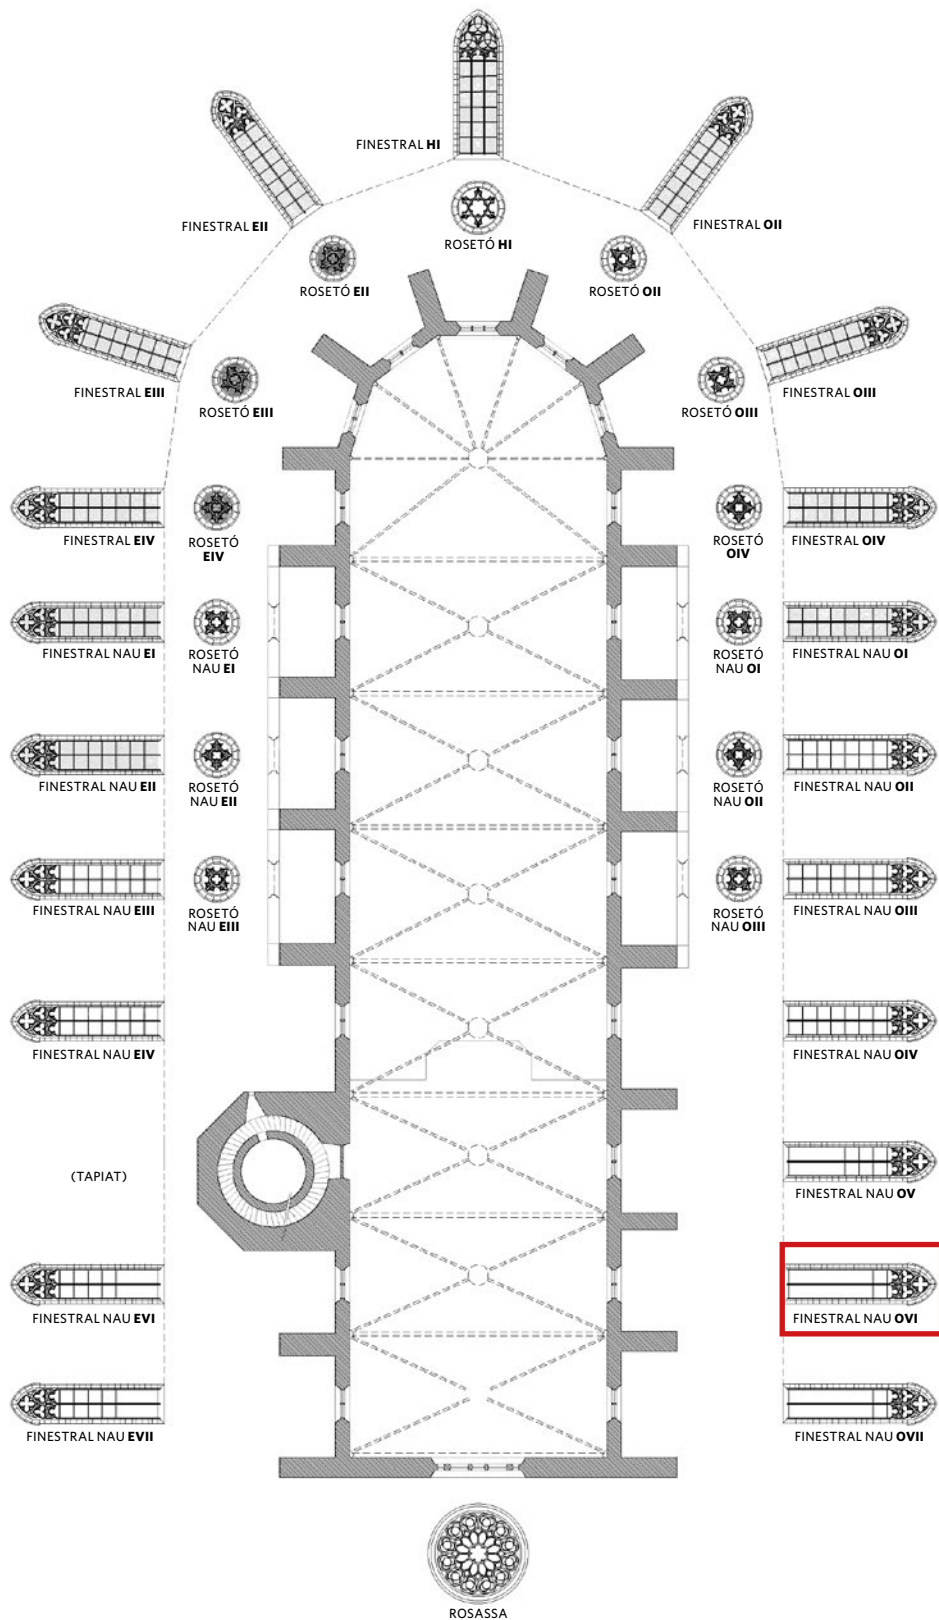 FINESTRAL HI
FINESTRAL EII
FINESTRAL OII
ROSETÓ HI
ROSETÓ EII
ROSETÓ OII
FINESTRAL EIII
ROSETÓ EIII
ROSETÓ OIII
FINESTRAL OIII
FINESTRAL EIV
ROSETÓ
EIV
ROSETÓ
OIV
FINESTRAL OIV
FINESTRAL NAU EI
ROSETÓ
NAU EI
ROSETÓ
NAU OI
FINESTRAL NAU OI
FINESTRAL NAU EII
ROSETÓ
NAU EII
ROSETÓ
NAU OII
FINESTRAL NAU OII
FINESTRAL NAU EIII
ROSETÓ
NAU EIII
ROSETÓ
NAU OIII
FINESTRAL NAU OIII
FINESTRAL NAU EIV
FINESTRAL NAU OIV
(TAPIAT)
FINESTRAL NAU OV
FINESTRAL NAU EVI
FINESTRAL NAU OVI
FINESTRAL NAU EVII
FINESTRAL NAU OVII
ROSASSA